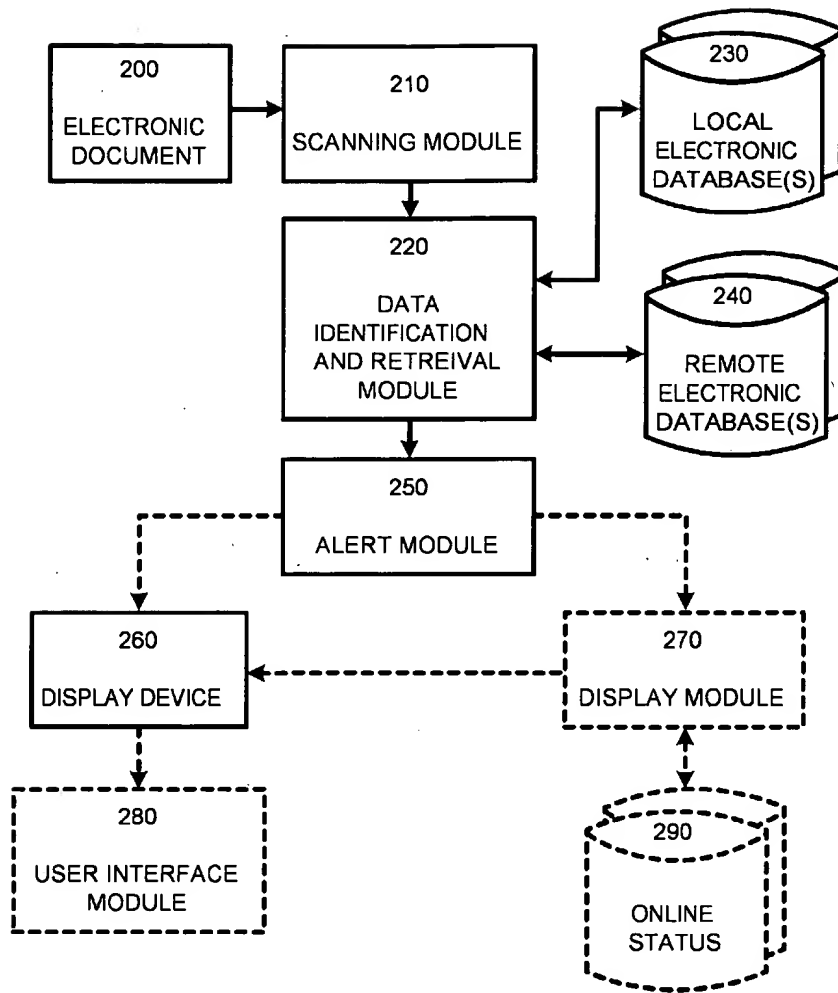 200
ELECTRONIC
DOCUMENT
210
SCANNING MODULE
230
LOCAL
ELECTRONIC
DATABASE(S)
220
DATA
IDENTIFICATION
AND RETREIVAL
MODULE
240
REMOTE
ELECTRONIC
DATABASE(S)
250
ALERT MODULE
260
DISPLAY DEVICE
270
DISPLAY MODULE
280
USER INTERFACE
MODULE
290
ONLINE
STATUS